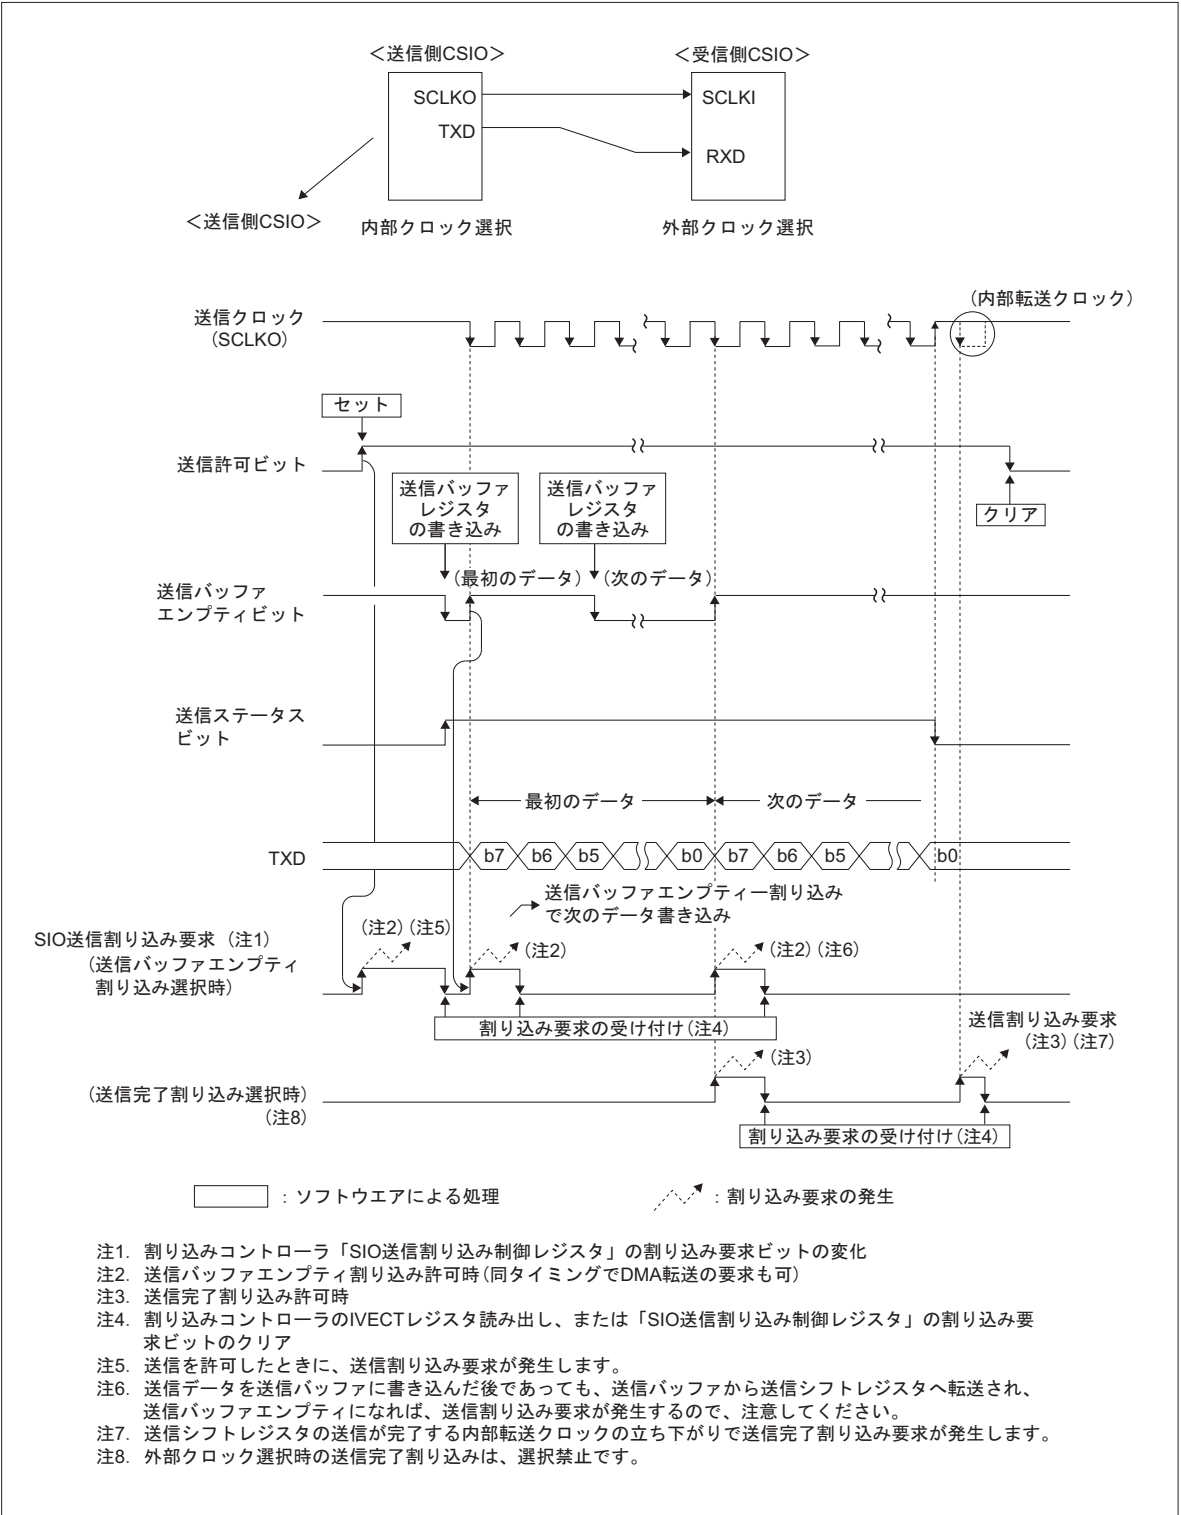 ＜送信側CSIO＞
＜受信側CSIO＞
SCLKO
SCLKI
TXD
RXD
＜送信側CSIO＞
内部クロック選択
外部クロック選択
(内部転送クロック)
送信クロック
(SCLKO)
セット
送信許可ビット
送信バッファ
レジスタ
の書き込み
送信バッファ
レジスタ
の書き込み
クリア
(最初のデータ)
(次のデータ)
送信バッファ
エンプティビット
送信ステータス
ビット
最初のデータ
次のデータ
TXD
b7 b6 b5 b0 b7 b6 b5 b0
送信バッファエンプティー割り込み
で次のデータ書き込み
SIO送信割り込み要求 (注1)
(送信バッファエンプティ
割り込み選択時)
(注2)(注5)
(注2)
(注2)(注6)
割り込み要求の受け付け(注4)
送信割り込み要求
(注3)(注7)
(注3)
(送信完了割り込み選択時)
(注8)
割り込み要求の受け付け(注4)
：ソフトウエアによる処理
：割り込み要求の発生
注1. 割り込みコントローラ「SIO送信割り込み制御レジスタ」の割り込み要求ビットの変化
注2. 送信バッファエンプティ割り込み許可時(同タイミングでDMA転送の要求も可)
注3. 送信完了割り込み許可時
注4. 割り込みコントローラのIVECTレジスタ読み出し、または「SIO送信割り込み制御レジスタ」の割り込み要
求ビットのクリア
注5. 送信を許可したときに、送信割り込み要求が発生します。
注6. 送信データを送信バッファに書き込んだ後であっても、送信バッファから送信シフトレジスタへ転送され、
送信バッファエンプティになれば、送信割り込み要求が発生するので、注意してください。
注7. 送信シフトレジスタの送信が完了する内部転送クロックの立ち下がりで送信完了割り込み要求が発生します。
注8. 外部クロック選択時の送信完了割り込みは、選択禁止です。